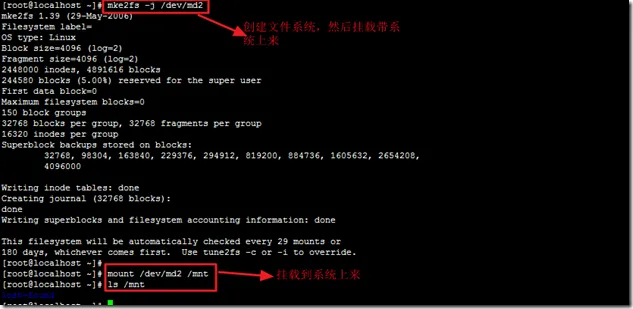 [root@localhost ~]# mke2fs -j /dev/md2
mke2fs 1.39 (29-May-2006)
Filesystem label=
OS type: Linux
Block size=4096 (log=2)
Fragment size=4096 (log=2)
2448000 inodes, 4891616 blocks
244580 blocks (5.00%) reserved for the super user
First data block=0
Maximum filesystem blocks=0
150 block groups
32768 blocks per group, 32768 fragments per group
16320 inodes per group
Superblock backups stored on blocks:
32768, 98304, 163840, 229376, 294912, 819200, 884736, 1605632, 2654208,
4096000
创建文件系统，然后挂载带系
统上来
Writing inode tables: done
Creating journal (32768 blocks):
done
Writing superblocks and filesystem accounting information: done
This filesystem will be automatically checked every 29 mounts or
180 days, whichever comes first. Use tune2fs -c or -i to override.
[root@localhost ~]#
[root@localhost ~]# mount /dev/md2 /mnt
[root@localhost ~]# ls /mnt
挂载到系统上来
lost+found
[root@localhost ~]#